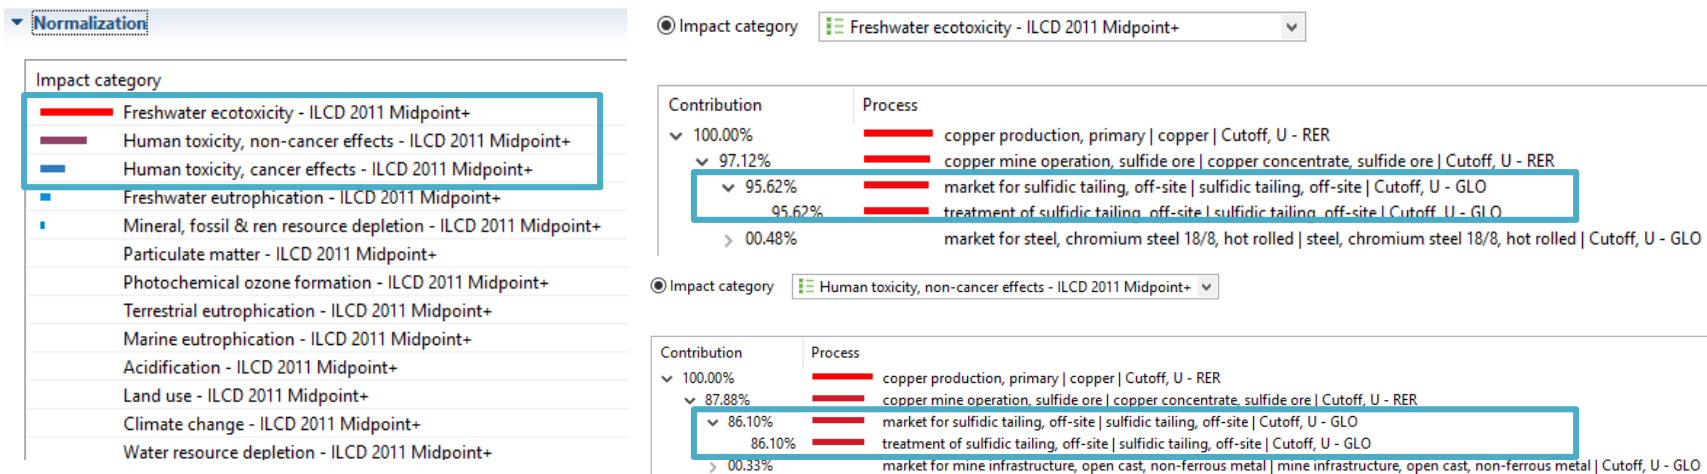 Normalization
Impact category
Freshwater ecotoxicity - ILCD 2011 Midpoint+
Human toxicity, non-cancer effects - ILCD 2011 Midpoint+
Human toxicity, cancer effects - ILCD 2011 Midpoint+
Freshwater eutrophication - ILCD 2011 Midpoint+
Mineral, fossil & ren resource depletion - ILCD 2011 Midpoint+
Particulate matter - ILCD 2011 Midpoint+
Photochemical ozone formation - ILCD 2011 Midpoint+
Terrestrial eutrophication - ILCD 2011 Midpoint+
Marine eutrophication - ILCD 2011 Midpoint+
Acidification - ILCD 2011 Midpoint+
Land use - ILCD 2011 Midpoint+
Climate change - ILCD 2011 Midpoint+
Water resource depletion - ILCD 2011 Midpoint+
Impact category Freshwater ecotoxicity - ILCD 2011 Midpoint+
Contribution Process
100.00% copper production, primary | copper | Cutoff, U - RER
97.12% copper mine operation, sulfide ore | copper concentrate, sulfide ore | Cutoff, U - RER
95.62% market for sulfidic tailing, off-site | sulfidic tailing, off-site | Cutoff, U - GLO
95.62% treatment of sulfidic tailing, off-site | sulfidic tailing, off-site | Cutoff, U - GLO
00.48% market for steel, chromium steel 18/8, hot rolled | steel, chromium steel 18/8, hot rolled | Cutoff, U - GLO
Impact category Human toxicity, non-cancer effects - ILCD 2011 Midpoint+
Contribution Process
100.00% copper production, primary | copper | Cutoff, U - RER
87.88% copper mine operation, sulfide ore | copper concentrate, sulfide ore | Cutoff, U - RER
86.10% market for sulfidic tailing, off-site | sulfidic tailing, off-site | Cutoff, U - GLO
86.10% treatment of sulfidic tailing, off-site | sulfidic tailing, off-site | Cutoff, U - GLO
00.33% market for mine infrastructure, open cast, non-ferrous metal | mine infrastructure, open cast, non-ferrous metal | Cutoff, U - GLO